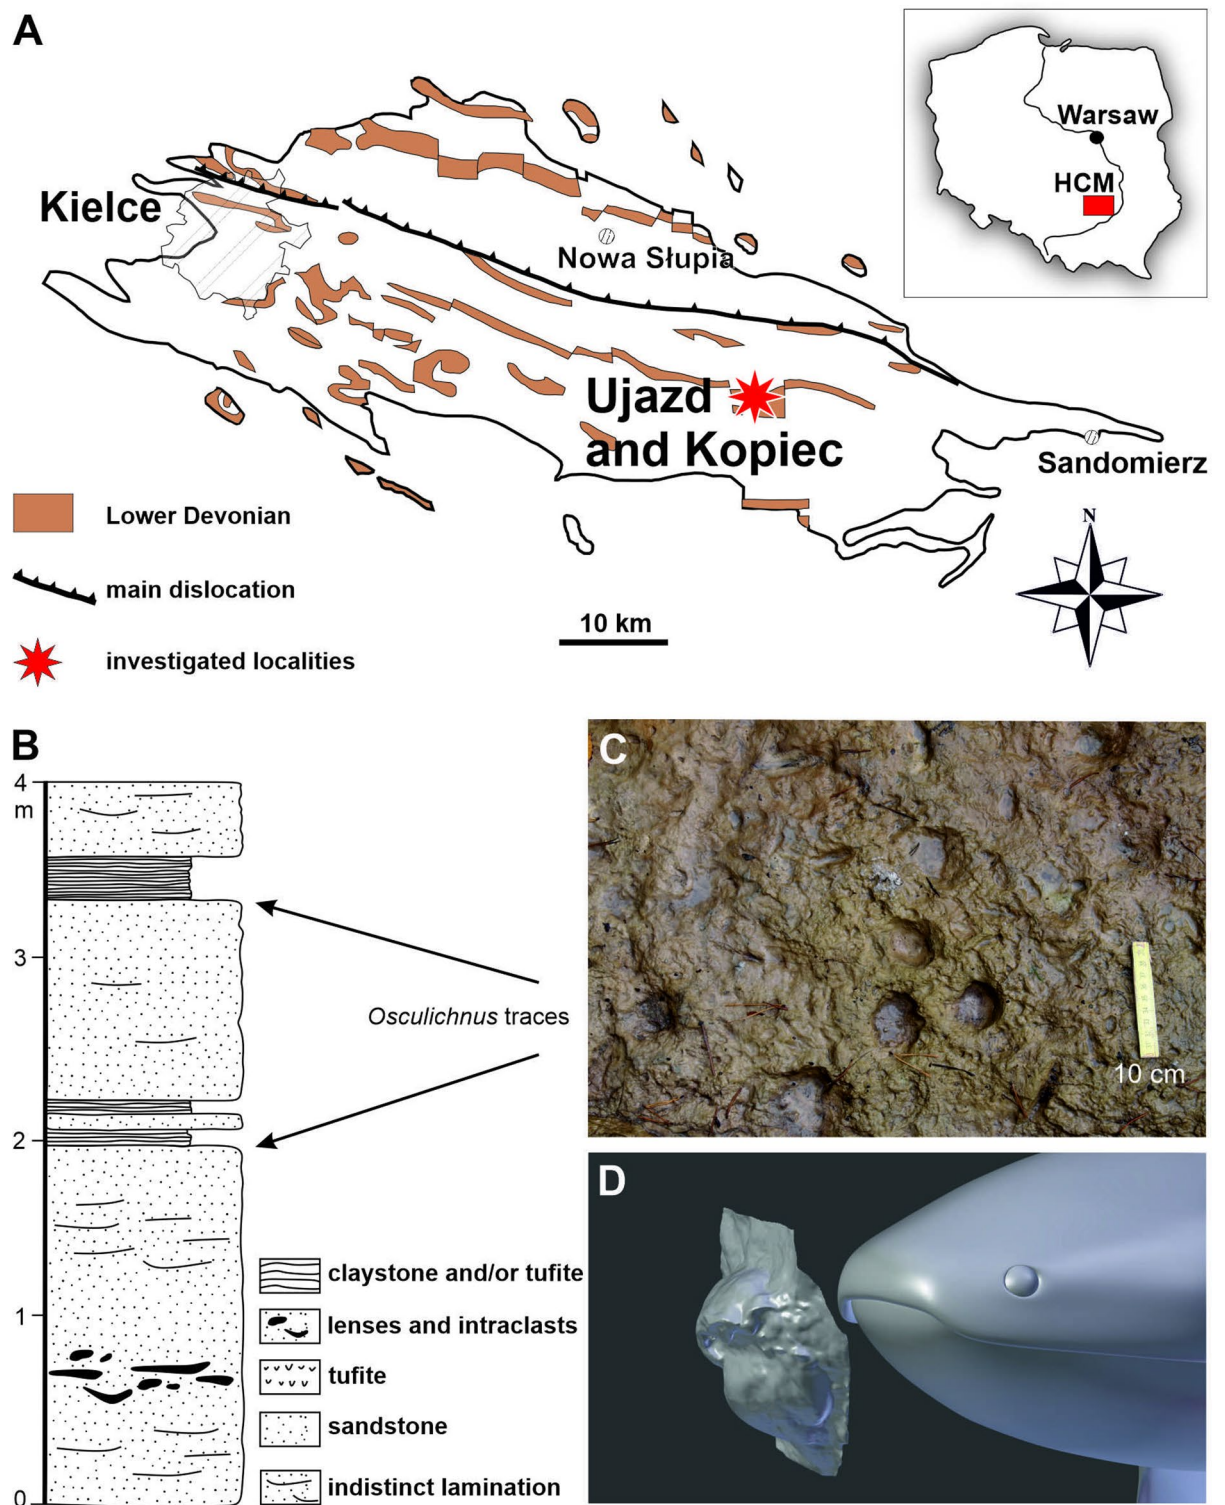 A
Warsaw
HCM
Kielce
Nowa Słupia
Ujazd
and Kopiec
Sandomierz
Lower Devonian
main dislocation
investigated localities
10 km
N
B
4
m
3
2
1
0
Osculichnus traces
claystone and/or tufite
lenses and intraclasts
tufite
sandstone
indistinct lamination
C
10 cm
D